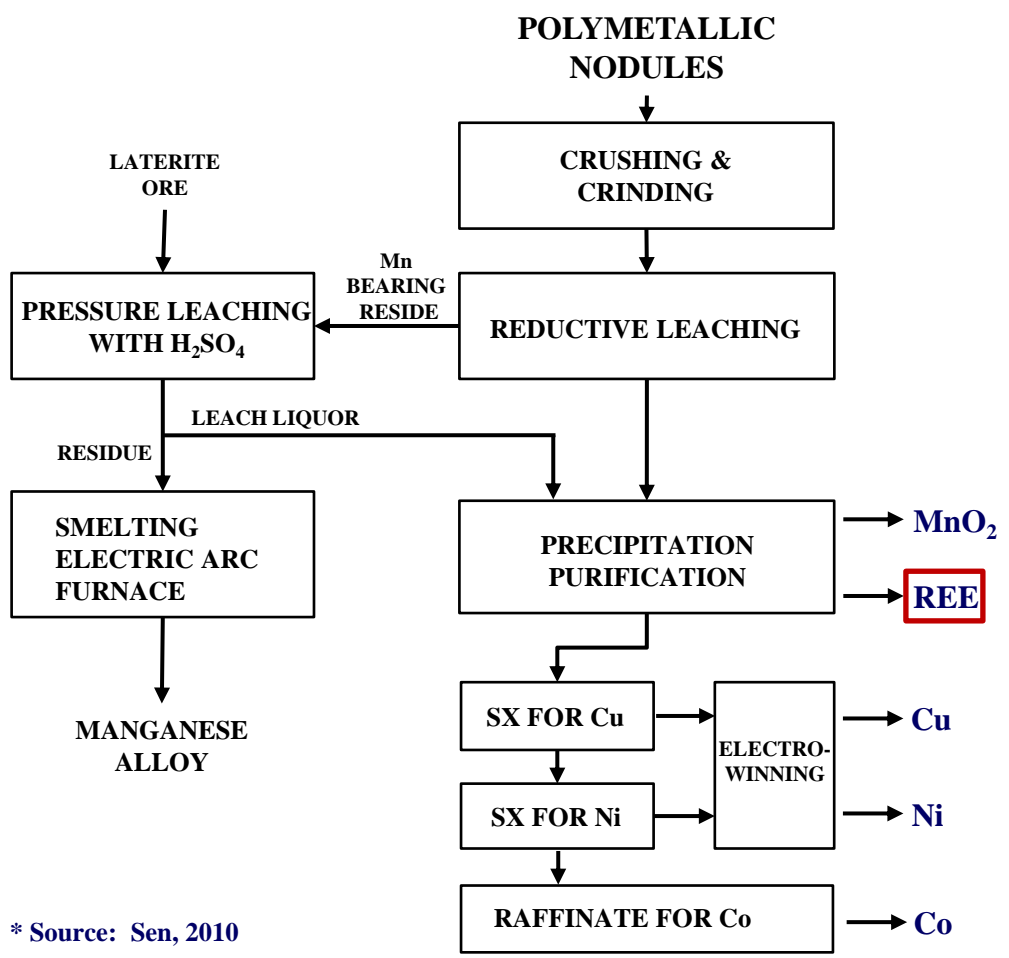 POLYMETALLIC
NODULES
CRUSHING &
CRINDING
LATERITE
ORE
Mn
BEARING
RESIDE
PRESSURE LEACHING
WITH H₂SO₄
REDUCTIVE LEACHING
LEACH LIQUOR
RESIDUE
SMELTING
ELECTRIC ARC
FURNACE
PRECIPITATION
PURIFICATION
MnO₂
REE
MANGANESE
ALLOY
SX FOR Cu
ELECTRO-
WINNING
Cu
SX FOR Ni
Ni
RAFFINATE FOR Co
Co
* Source: Sen, 2010